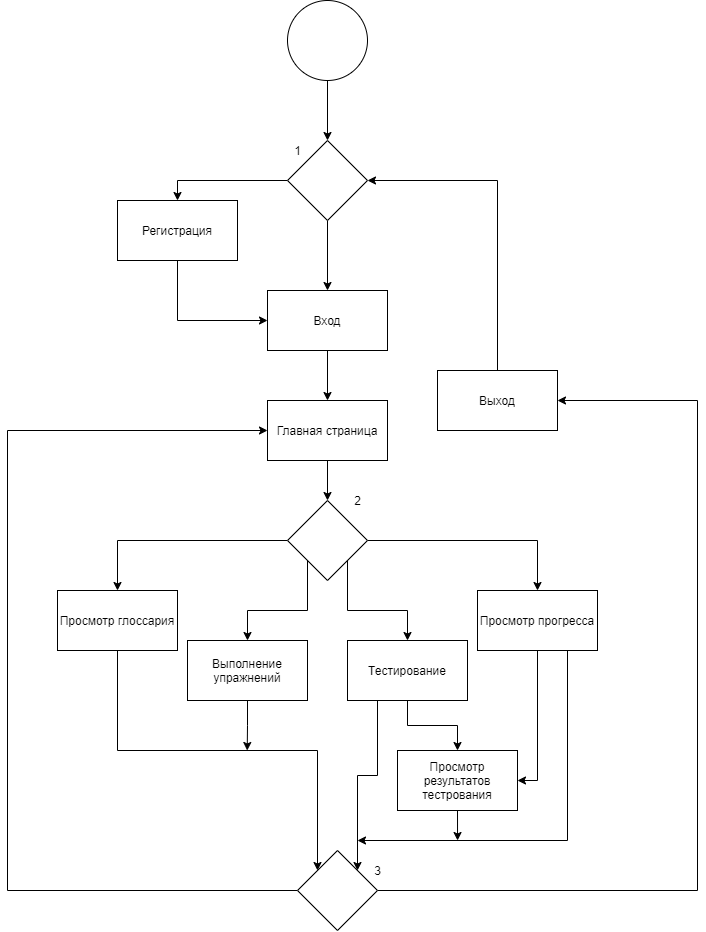 1
Регистрация
Вход
Выход
Главная страница
2
Просмотр глоссария
Просмотр прогресса
Выполнение
упражнений
Тестирование
Просмотр
результатов
тестрования
3